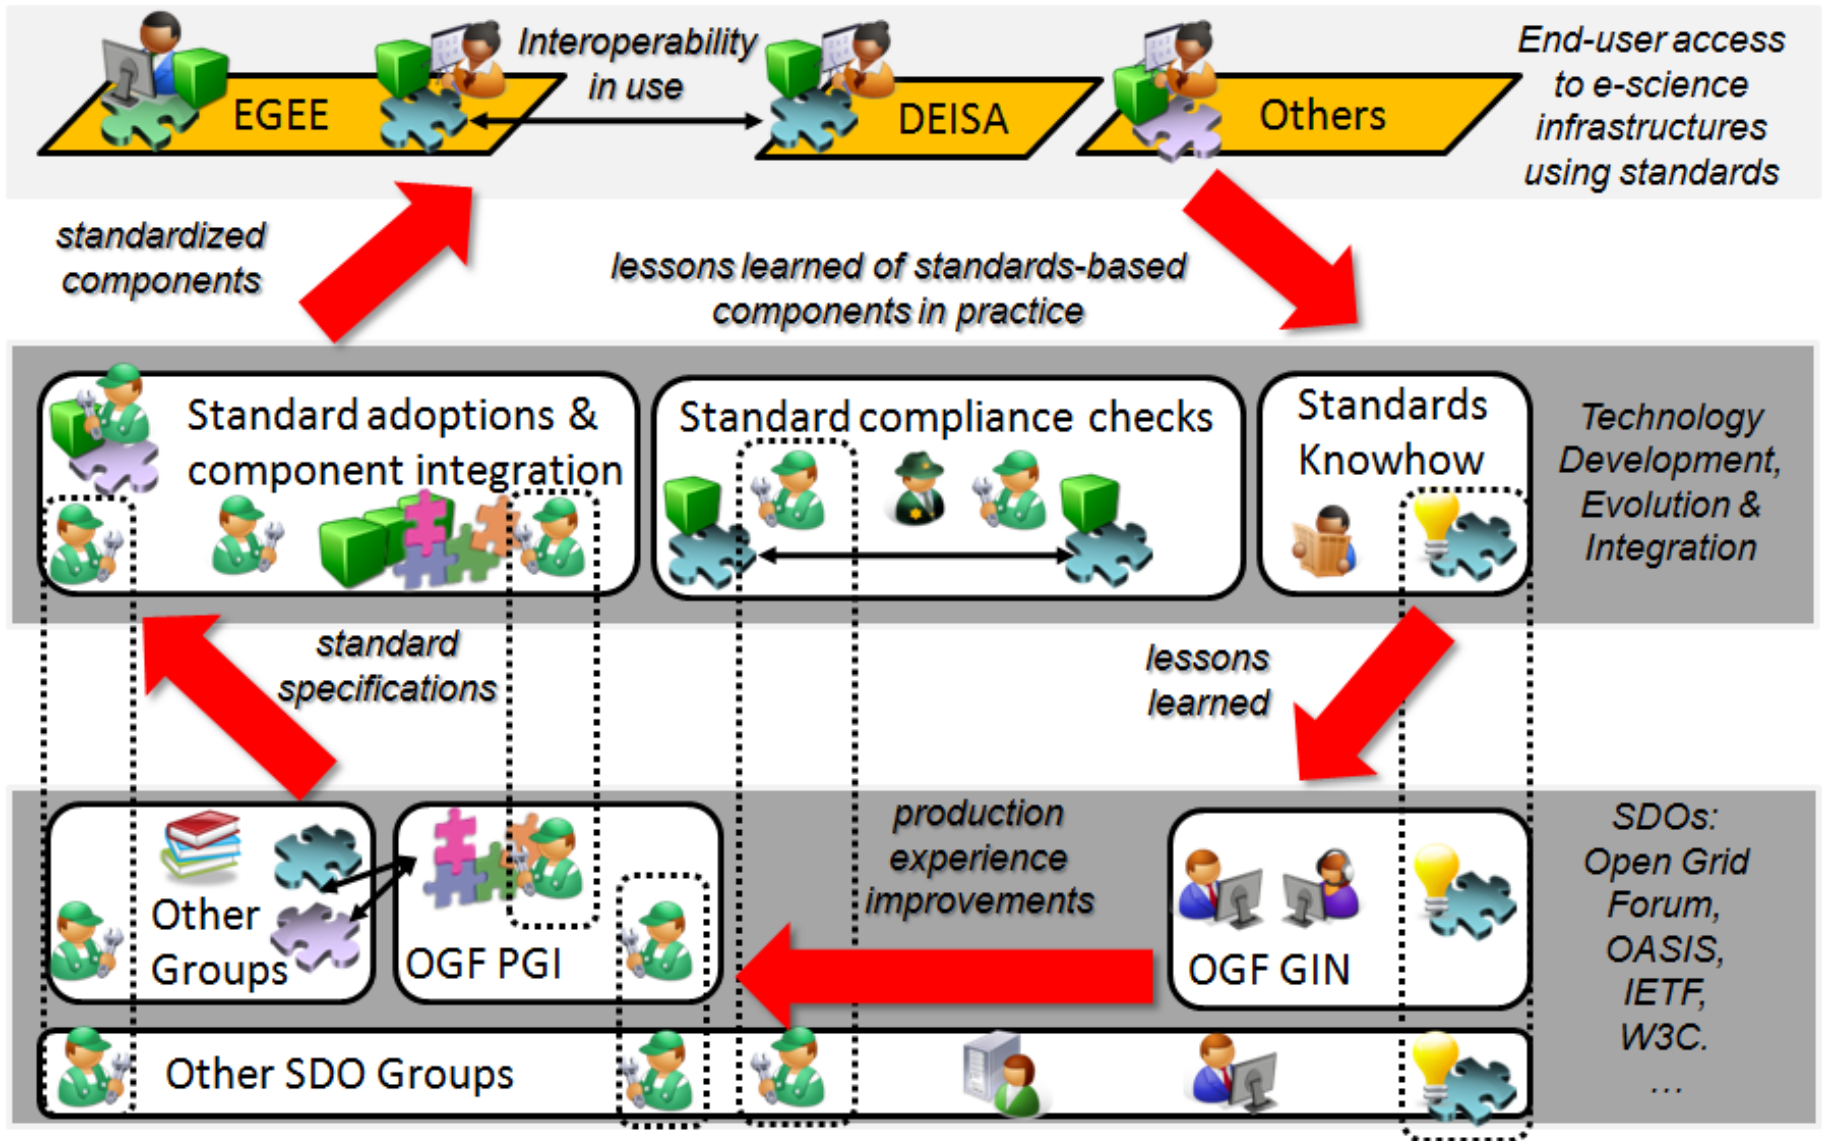 EGEE
Interoperability
in use
DEISA
Others
End-user access
to e-science
infrastructures
using standards
standardized
components
lessons learned of standards-based
components in practice
Standard adoptions &
component integration
Standard compliance checks
Standards
Knowhow
Technology
Development,
Evolution &
Integration
standard
specifications
lessons
learned
Other
Groups
OGF PGI
production
experience
improvements
OGF GIN
SDOs:
Open Grid
Forum,
OASIS,
IETF,
W3C.
...
Other SDO Groups